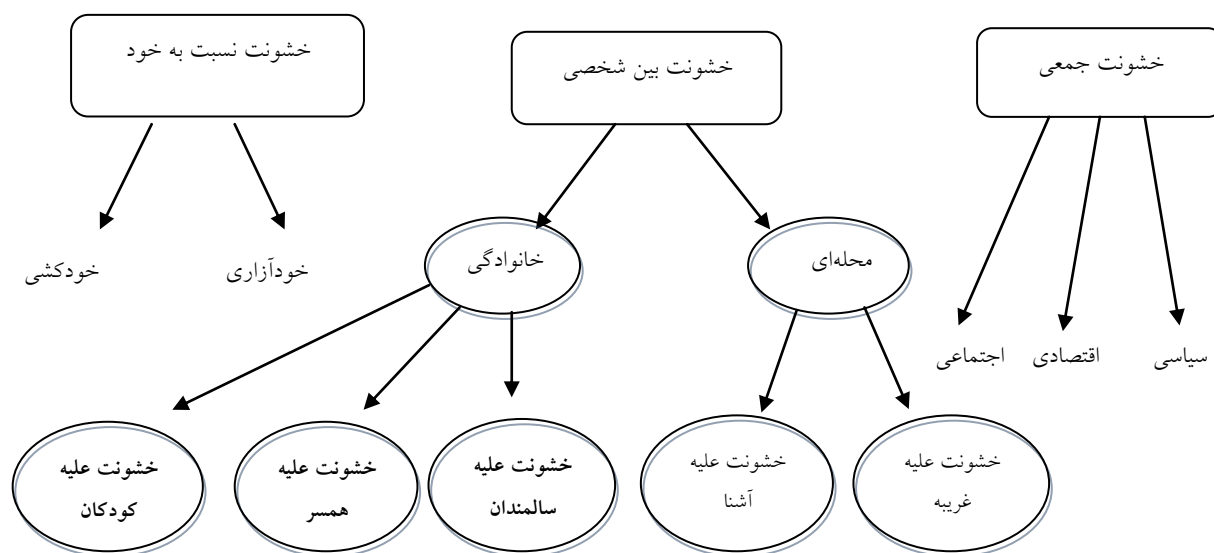 خشونت جمعی
خشونت بین شخصی
خشونت نسبت به خود
محله‌ای
خانوادگی
خودآزاری
خودکشی
سیاسی
اقتصادی
اجتماعی
خشونت علیه
غریبه
خشونت علیه
آشنا
خشونت علیه
سالمندان
خشونت علیه
همسر
خشونت علیه
کودکان